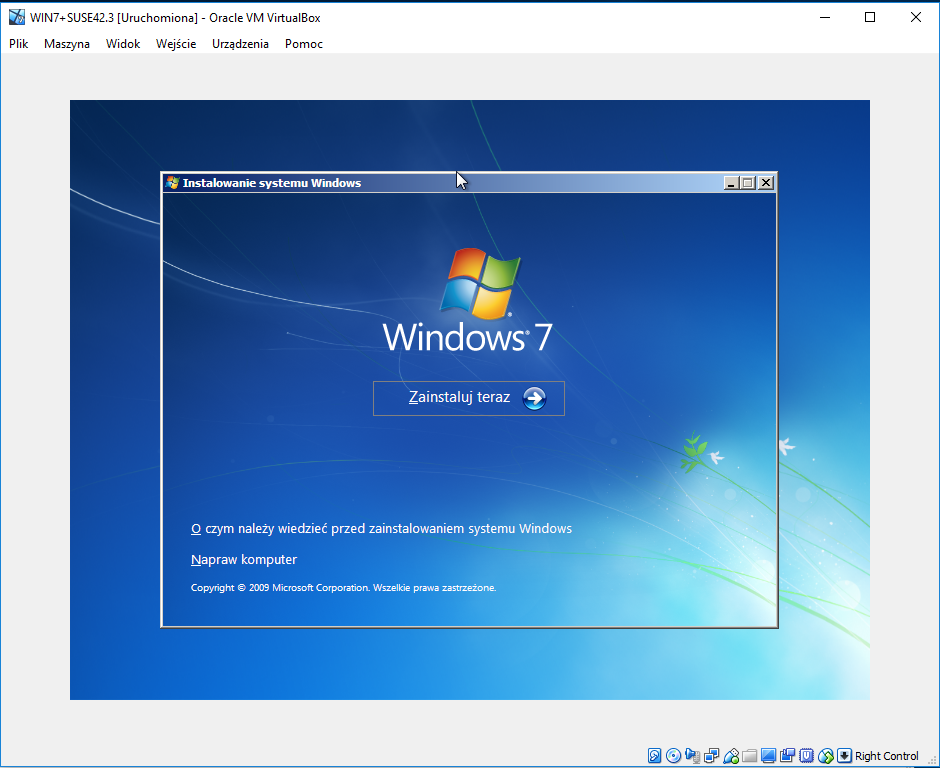 WIN7+SUSE42.3 [Uruchomiona] - Oracle VM VirtualBox
Plik Maszyna Widok Wejście Urządzenia Pomoc
Instalowanie systemu Windows
Windows® 7
Zainstaluj teraz
O czym należy wiedzieć przed zainstalowaniem systemu Windows
Napraw komputer
Copyright © 2009 Microsoft Corporation. Wszelkie prawa zastrzeżone.
Right Control